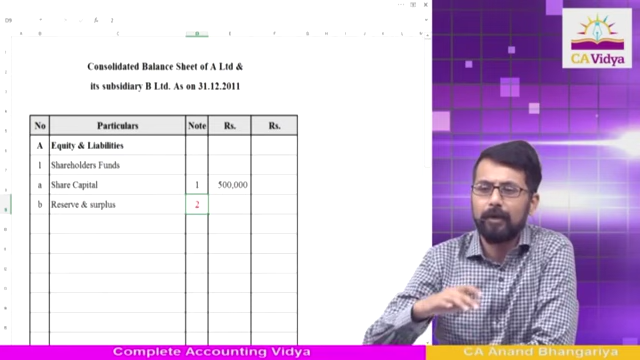 CA Vidya
Consolidated Balance Sheet of A Ltd &
its subsidiary B Ltd. As on 31.12.2011
No Particulars Note Rs. Rs.
A Equity & Liabilities
1 Shareholders Funds
a Share Capital 1 500,000
b Reserve & surplus 2
Complete Accounting Vidya
CA Anand Bhangariya